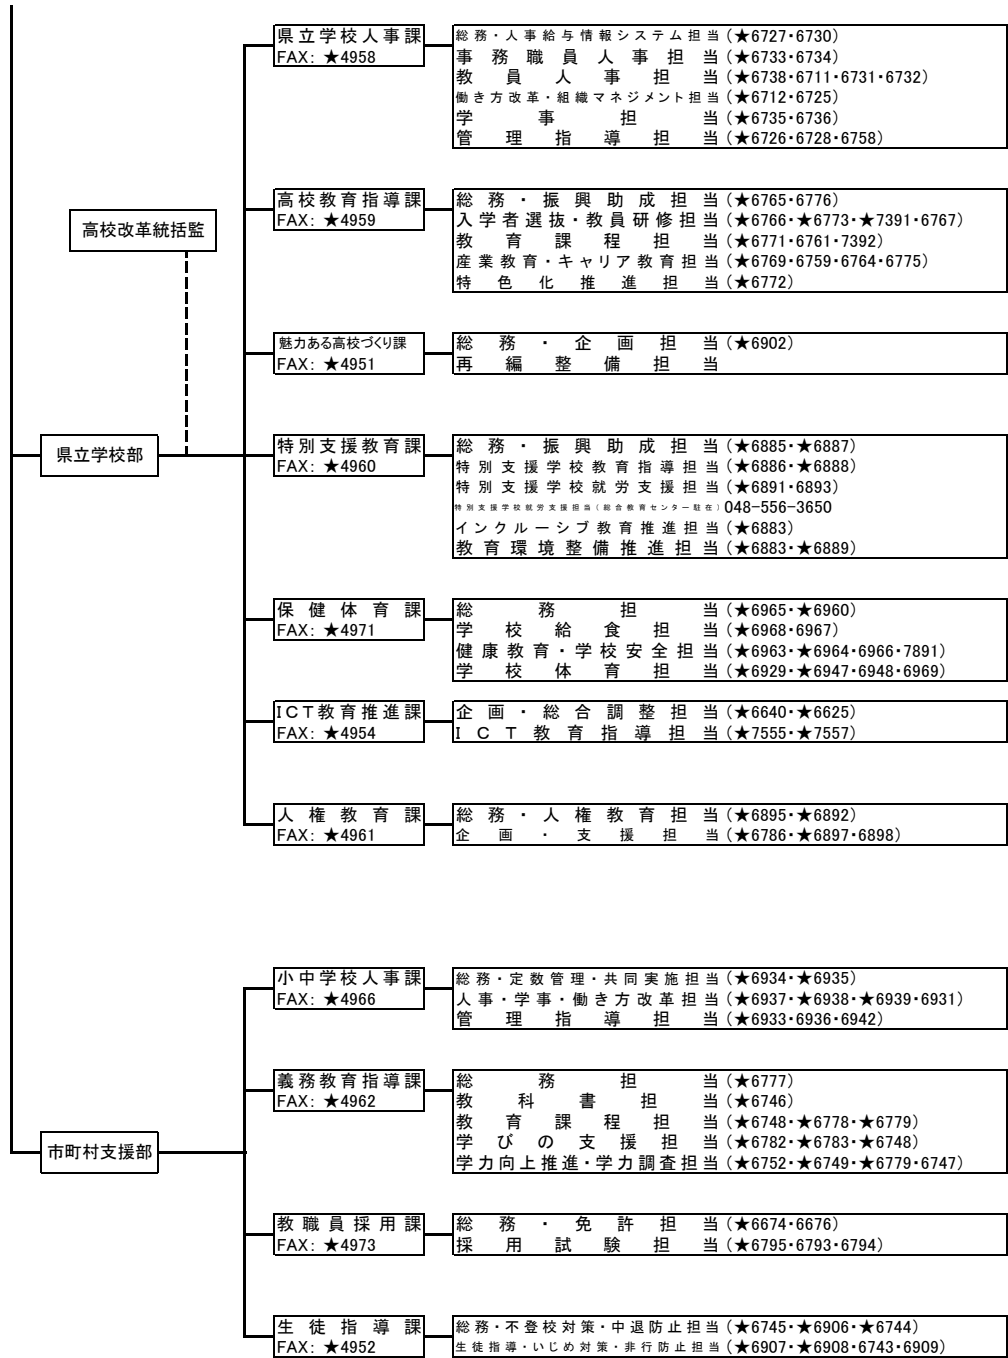 県立学校人事課
FAX: ★4958
総務・人事給与情報システム担当(★6727・6730)
事務職員人事担当(★6733・6734)
教員人事担当(★6738・6711・6731・6732)
働き方改革・組織マネジメント担当(★6712・6725)
学事担当(★6735・6736)
管理指導担当(★6726・6728・6758)
高校改革統括監
高校教育指導課
FAX: ★4959
総務・振興助成担当(★6765・6776)
入学者選抜・教員研修担当(★6766・★6773・★7391・6767)
教育課程担当(★6771・6761・7392)
産業教育・キャリア教育担当(★6769・6759・6764・6775)
特色化推進担当(★6772)
魅力ある高校づくり課
FAX: ★4951
総務・企画担当(★6902)
再編整備担当
県立学校部
特別支援教育課
FAX: ★4960
総務・振興助成担当(★6885・★6887)
特別支援学校教育指導担当(★6886・★6888)
特別支援学校就労支援担当(★6891・6893)
特別支援学校就労支援担当(総合教育センター駐在)048-556-3650
インクルーシブ教育推進担当(★6883)
教育環境整備推進担当(★6883・★6889)
保健体育課
FAX: ★4971
総務担当(★6965・★6960)
学校給食担当(★6968・6967)
健康教育・学校安全担当(★6963・★6964・6966・7891)
学校体育担当(★6929・★6947・6948・6969)
ICT教育推進課
FAX: ★4954
企画・総合調整担当(★6640・★6625)
ICT教育指導担当(★7555・★7557)
人権教育課
FAX: ★4961
総務・人権教育担当(★6895・★6892)
企画・支援担当(★6786・★6897・6898)
小中学校人事課
FAX: ★4966
総務・定数管理・共同実施担当(★6934・★6935)
人事・学事・働き方改革担当(★6937・★6938・★6939・6931)
管理指導担当(★6933・6936・6942)
義務教育指導課
FAX: ★4962
総務担当(★6777)
教科書担当(★6746)
教育課程担当(★6748・★6778・★6779)
学びの支援担当(★6782・★6783・★6748)
学力向上推進・学力調査担当(★6752・★6749・★6779・6747)
市町村支援部
教職員採用課
FAX: ★4973
総務・免許担当(★6674・6676)
採用試験担当(★6795・6793・6794)
生徒指導課
FAX: ★4952
総務・不登校対策・中退防止担当(★6745・★6906・★6744)
生徒指導・いじめ対策・非行防止担当(★6907・★6908・6743・6909)